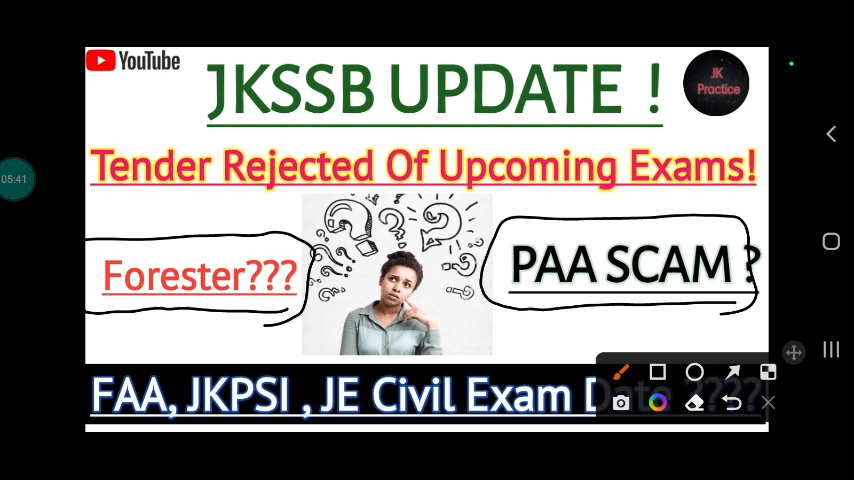 YouTube
JKSSB UPDATE !
JK
Practice
Tender Rejected Of Upcoming Exams!
05:41
Forester???
PAA SCAM ?
FAA, JKPSI , JE Civil Exam Date ????